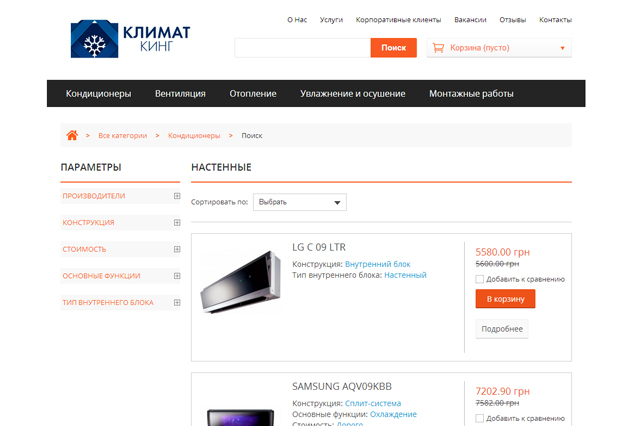 О Нас Услуги Корпоративные клиенты Вакансии Отзывы Контакты
КЛИМАТ
КИНГ
Поиск
Корзина (пусто)
Кондиционеры Вентиляция Отопление Увлажнение и осушение Монтажные работы
> Все категории > Кондиционеры > Поиск
ПАРАМЕТРЫ
НАСТЕННЫЕ
ПРОИЗВОДИТЕЛИ
Сортировать по: Выбрать
КОНСТРУКЦИЯ
СТОИМОСТЬ
ОСНОВНЫЕ ФУНКЦИИ
ТИП ВНУТРЕННЕГО БЛОКА
LG C 09 LTR
Конструкция: Внутренний блок
Тип внутреннего блока: Настенный
5580.00 грн
5600.00 грн
Добавить к сравнению
В корзину
Подробнее
SAMSUNG AQV09KBB
Конструкция: Сплит-система
Основные функции: Охлаждение
Стоимость: Дорого
7202.90 грн
7582.00 грн
Добавить к сравнению